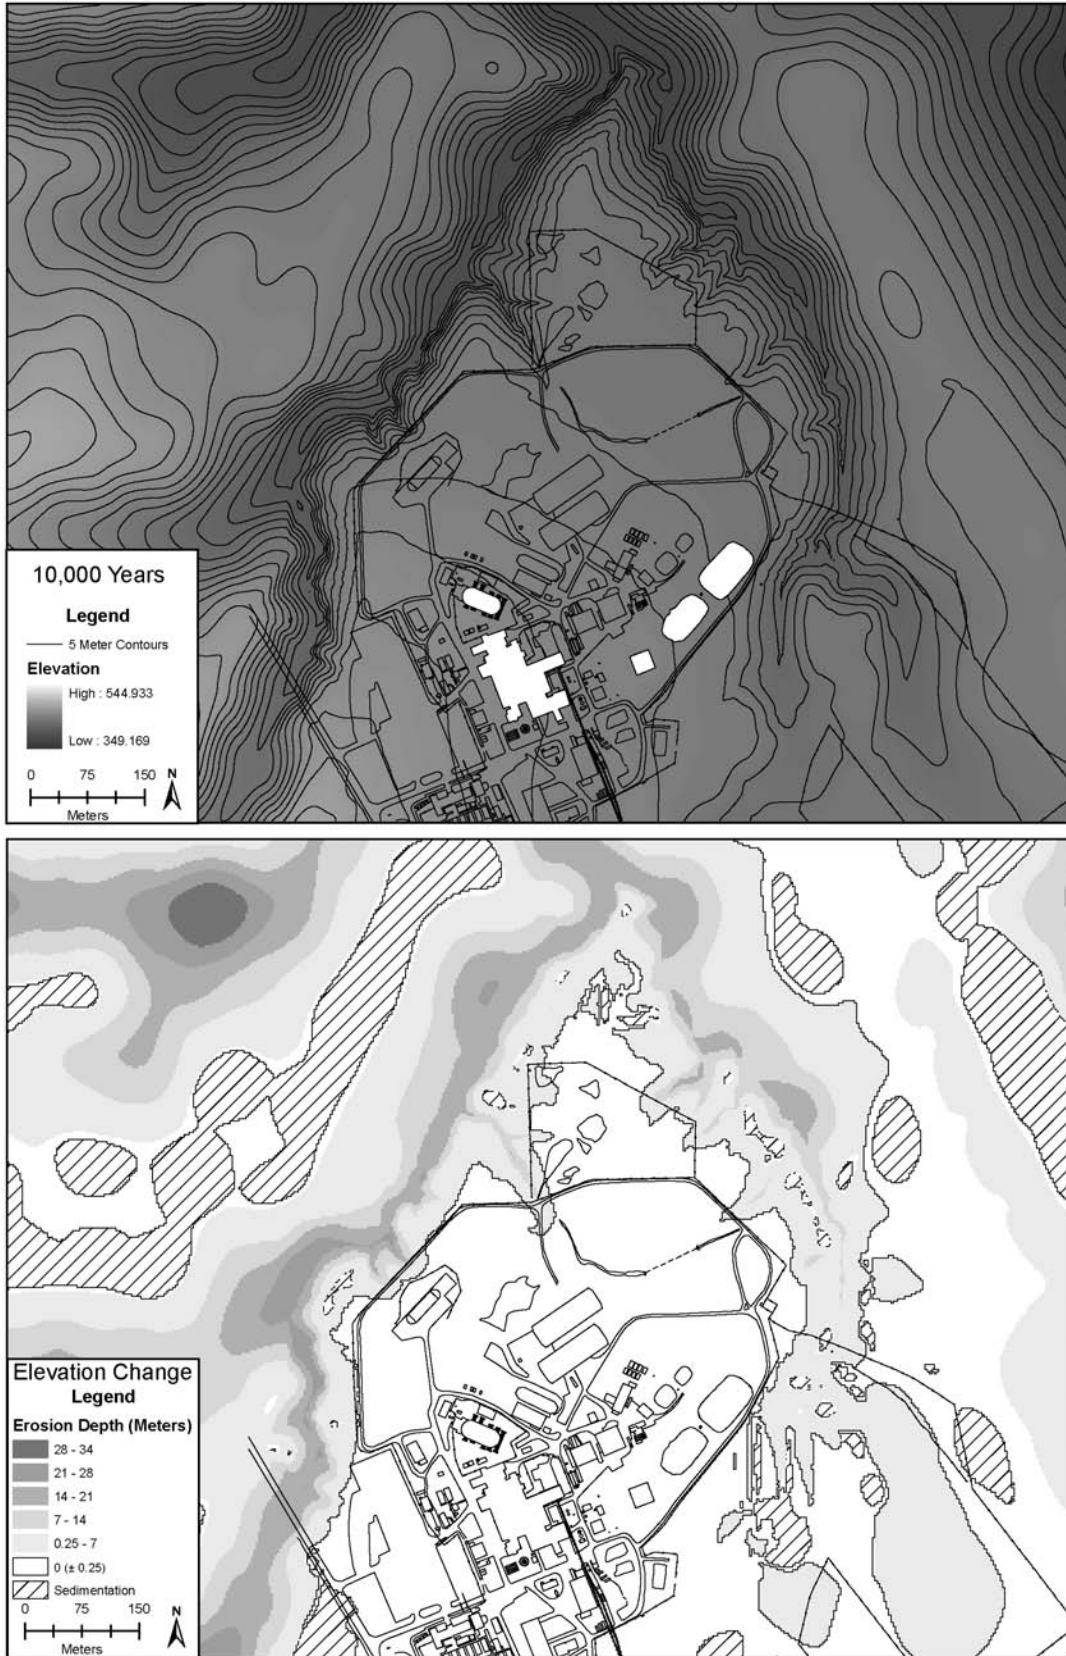 10,000 Years
Legend
5 Meter Contours
Elevation
High : 544.933
Low : 349.169
0 75 150
Meters
N
Elevation Change
Legend
Erosion Depth (Meters)
28 - 34
21 - 28
14 - 21
7 - 14
0.25 - 7
0 (± 0.25)
Sedimentation
0 75 150
Meters
N